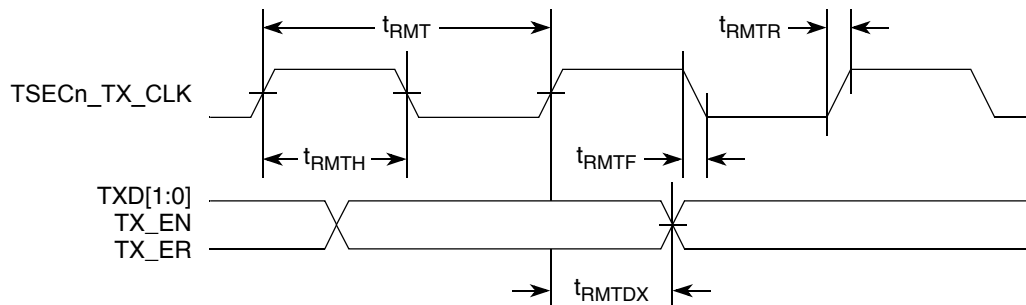 tRMT
tRMTR
TSECn_TX_CLK
tRMTH
tRMTF
TXD[1:0]
TX_EN
TX_ER
tRMTDX